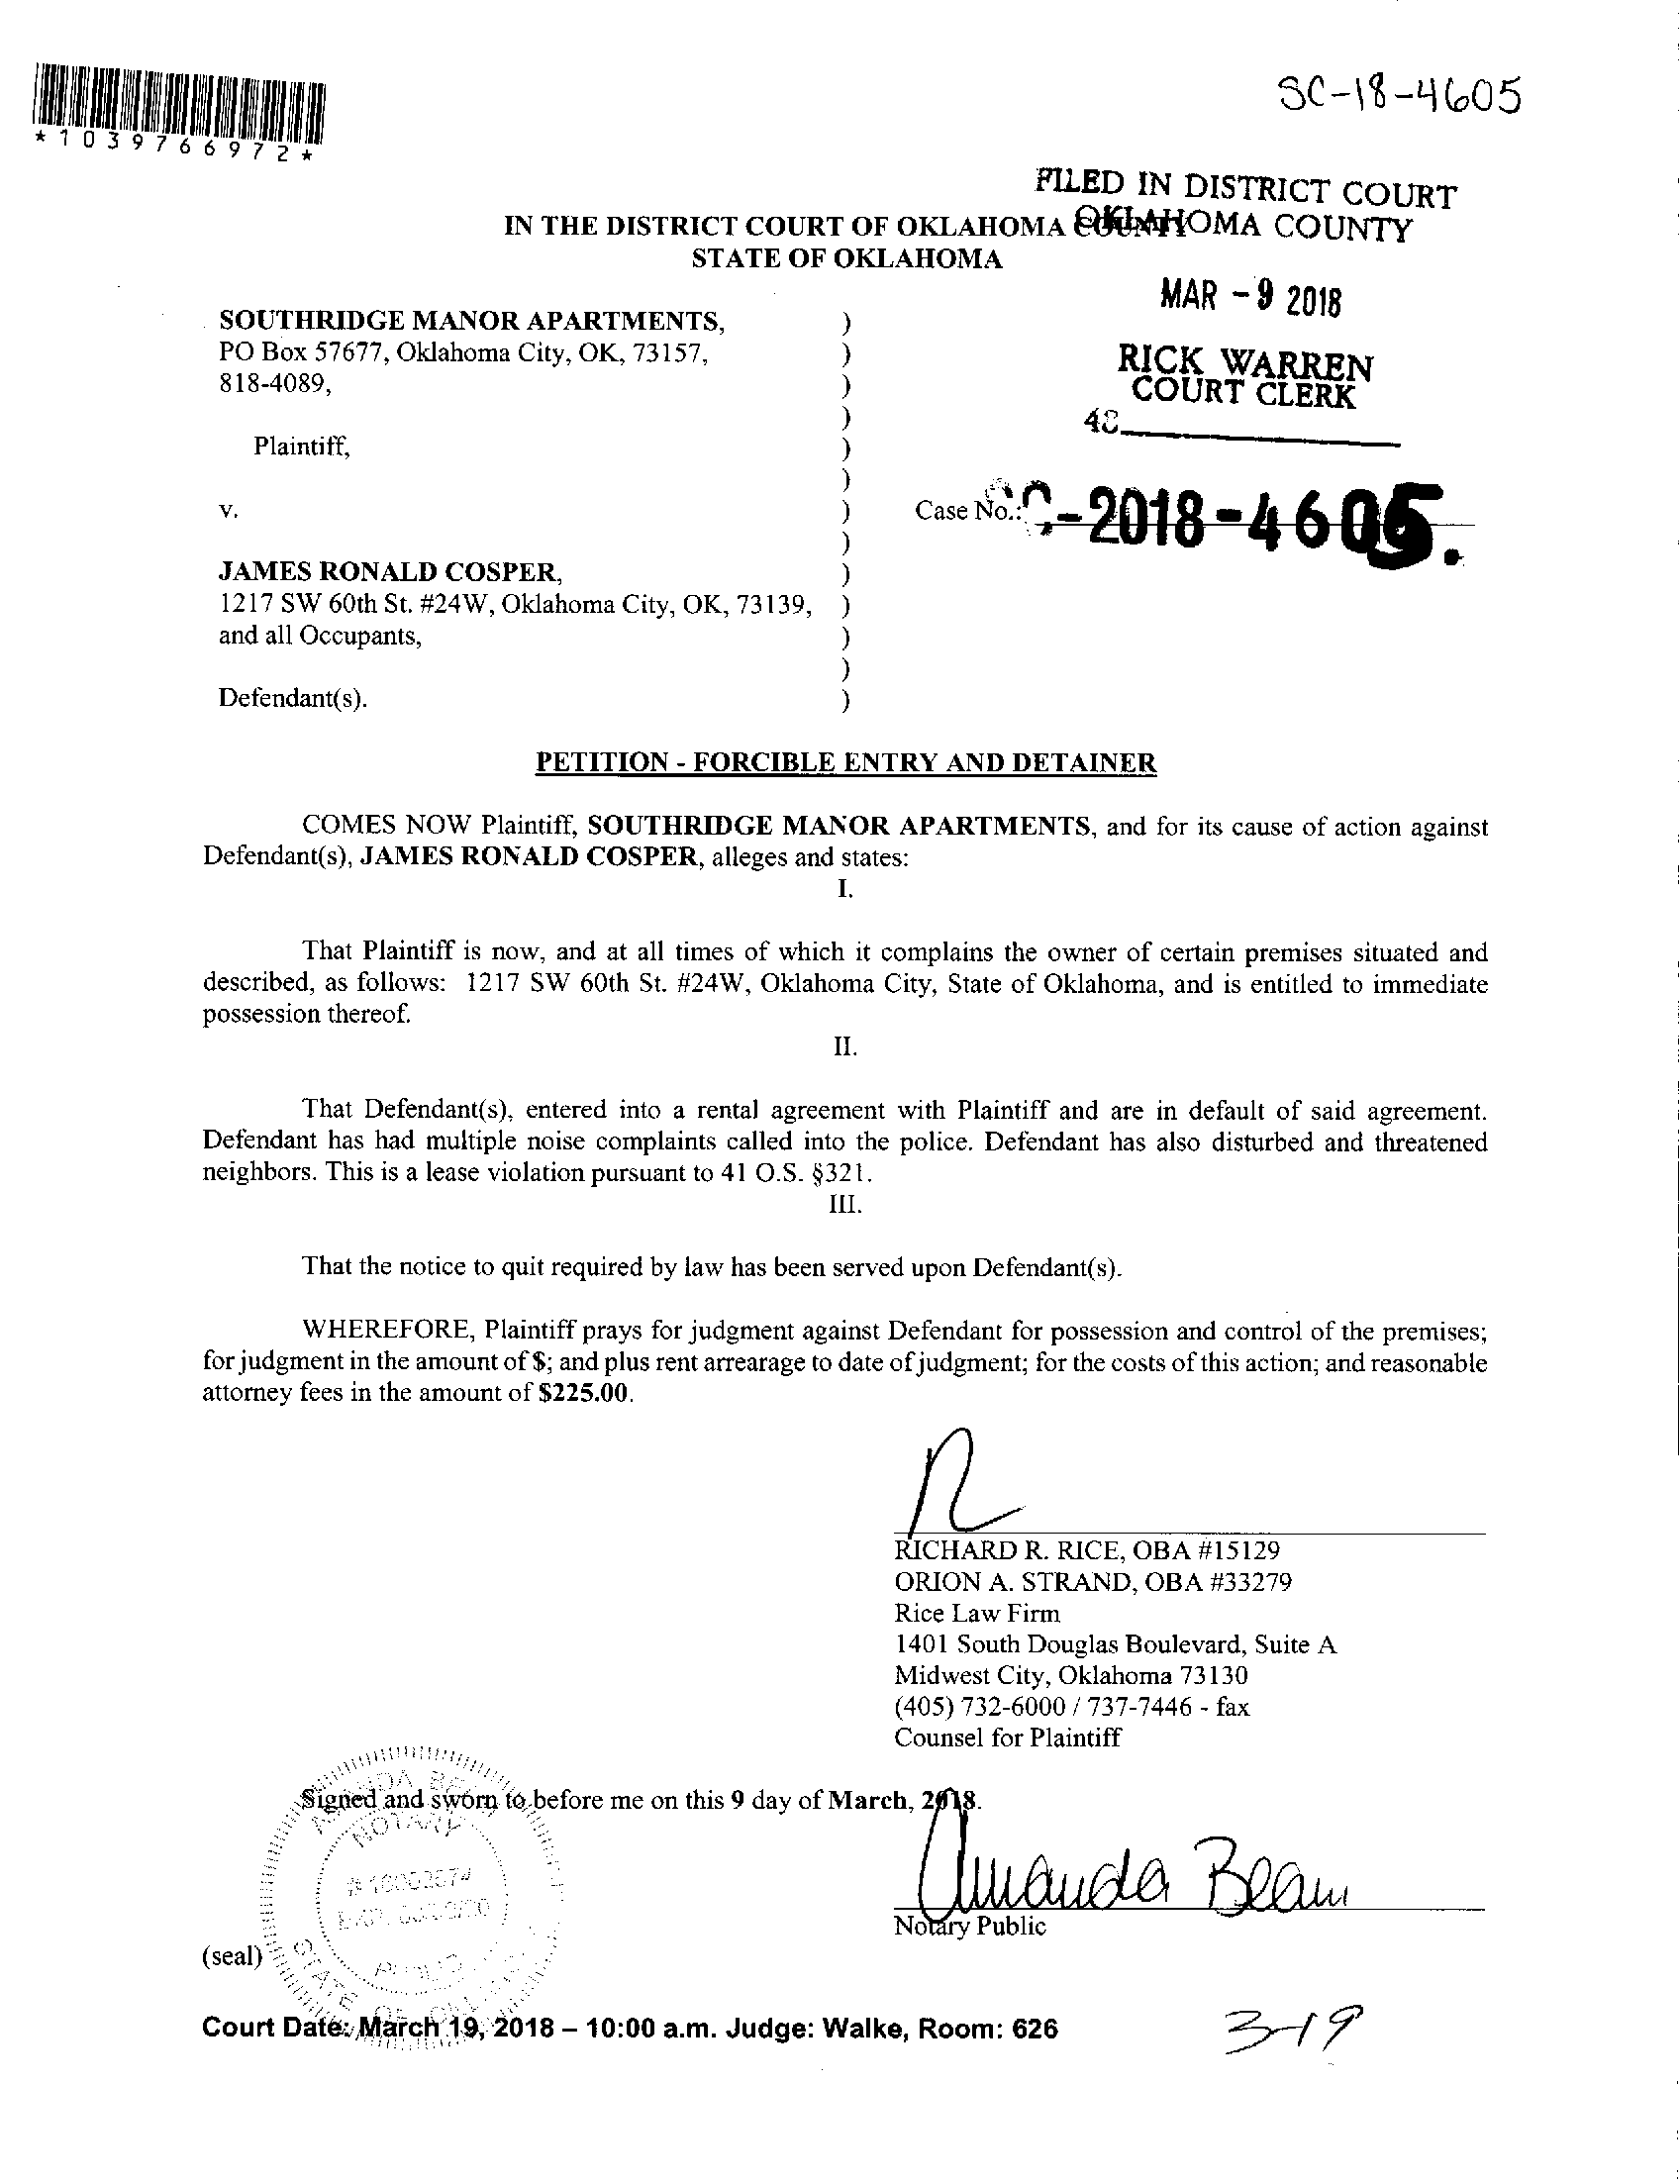 SC-18-4605
*1039766972*
FILED IN DISTRICT COURT
OKLAHOMA COUNTY
IN THE DISTRICT COURT OF OKLAHOMA COUNTY
STATE OF OKLAHOMA
MAR - 9 2018
RICK WARREN
COURT CLERK
48
SOUTHRIDGE MANOR APARTMENTS, )
PO Box 57677, Oklahoma City, OK, 73157, )
818-4089, )
)
Plaintiff, )
)
v. ) Case No.: SC-2018-4605.
)
JAMES RONALD COSPER, )
1217 SW 60th St. #24W, Oklahoma City, OK, 73139, )
and all Occupants, )
)
Defendant(s). )
PETITION - FORCIBLE ENTRY AND DETAINER
COMES NOW Plaintiff, SOUTHRIDGE MANOR APARTMENTS, and for its cause of action against
Defendant(s), JAMES RONALD COSPER, alleges and states:
I.
That Plaintiff is now, and at all times of which it complains the owner of certain premises situated and
described, as follows: 1217 SW 60th St. #24W, Oklahoma City, State of Oklahoma, and is entitled to immediate
possession thereof.
II.
That Defendant(s), entered into a rental agreement with Plaintiff and are in default of said agreement.
Defendant has had multiple noise complaints called into the police. Defendant has also disturbed and threatened
neighbors. This is a lease violation pursuant to 41 O.S. §321.
III.
That the notice to quit required by law has been served upon Defendant(s).
WHEREFORE, Plaintiff prays for judgment against Defendant for possession and control of the premises;
for judgment in the amount of $; and plus rent arrearage to date of judgment; for the costs of this action; and reasonable
attorney fees in the amount of $225.00.
RICHARD R. RICE, OBA #15129
ORION A. STRAND, OBA #33279
Rice Law Firm
1401 South Douglas Boulevard, Suite A
Midwest City, Oklahoma 73130
(405) 732-6000 / 737-7446 - fax
Counsel for Plaintiff
Signed and sworn to before me on this 9 day of March, 2018.
NOTARY
Amanda Beam
Notary Public
(seal)
STATE OF
Court Date: March 19, 2018 – 10:00 a.m. Judge: Walke, Room: 626
3-19